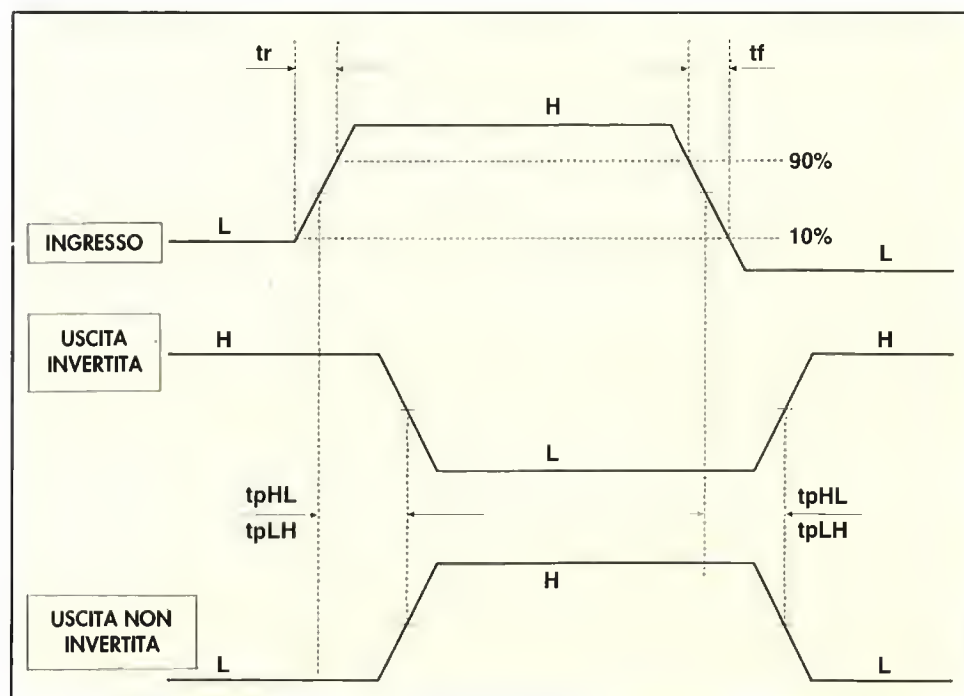 tr
tf
H
90%
L
INGRESSO
10%
L
USCITA
INVERTITA
H
H
L
tpHL
tpLH
tpHL
tpLH
H
USCITA NON
INVERTITA
L
L